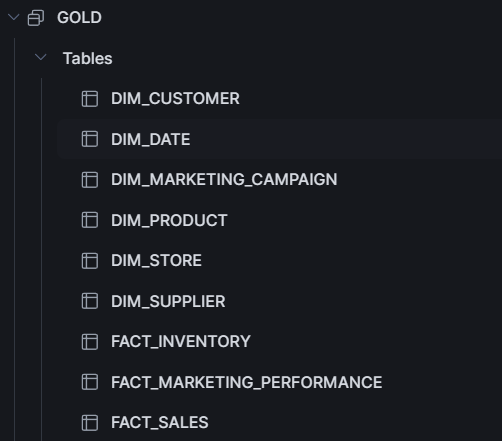 GOLD
Tables
DIM_CUSTOMER
DIM_DATE
DIM_MARKETING_CAMPAIGN
DIM_PRODUCT
DIM_STORE
DIM_SUPPLIER
FACT_INVENTORY
FACT_MARKETING_PERFORMANCE
FACT_SALES